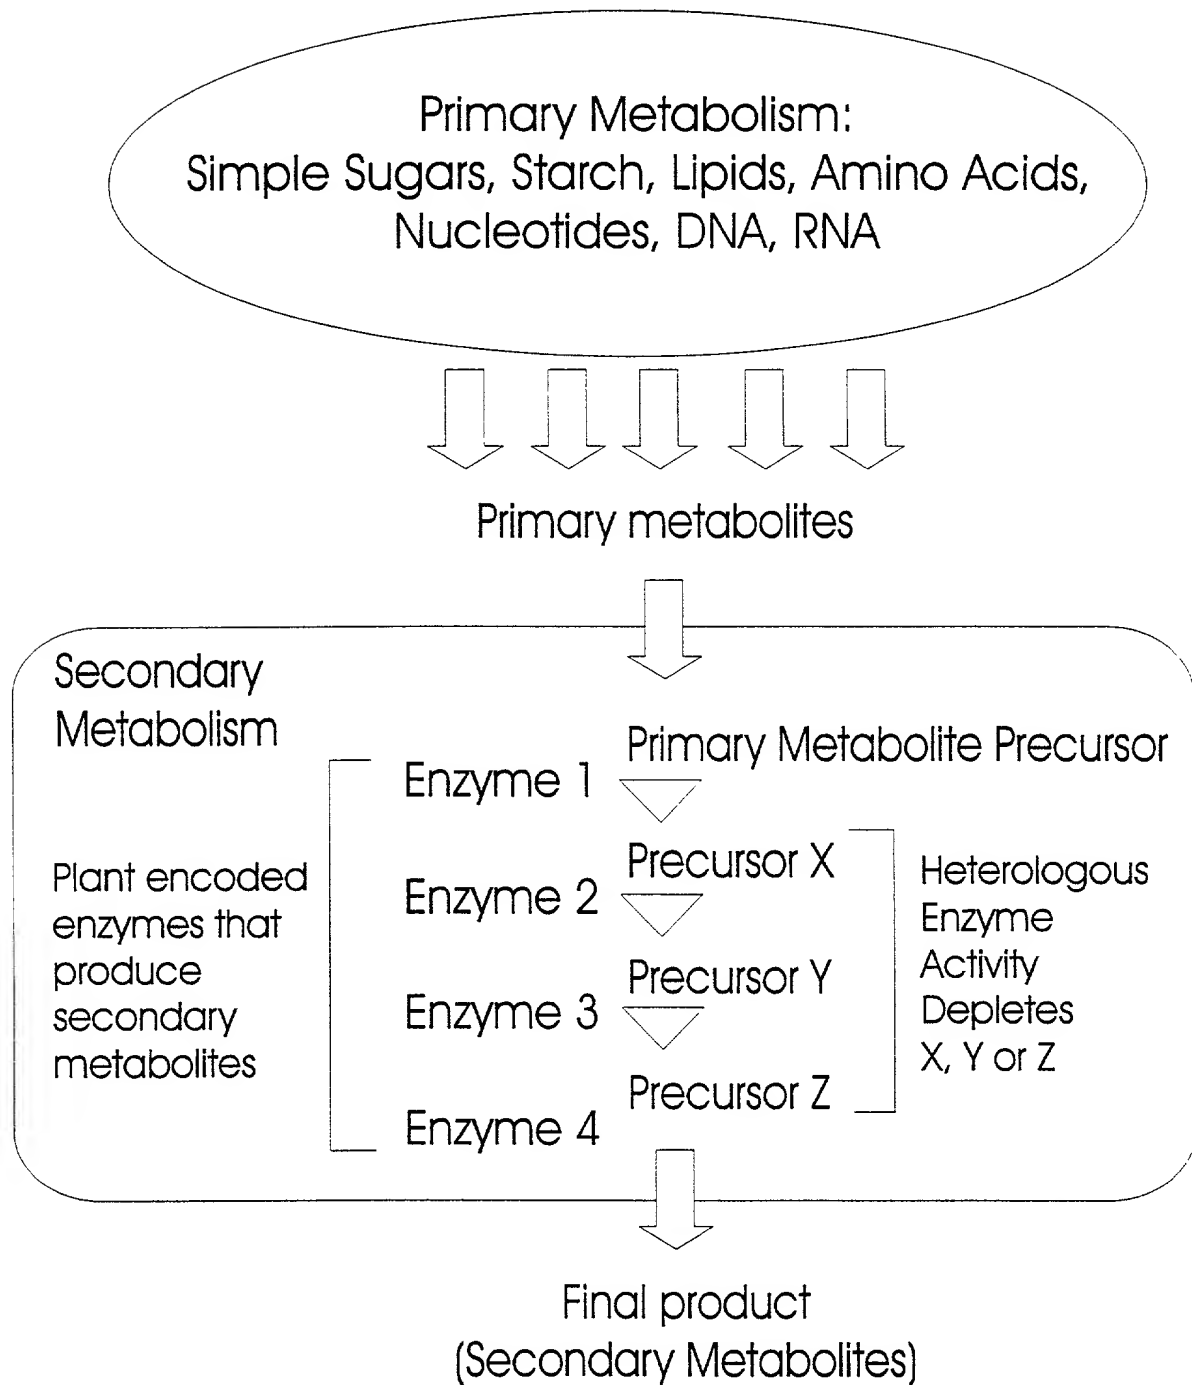 Primary Metabolism:
Simple Sugars, Starch, Lipids, Amino Acids,
Nucleotides, DNA, RNA
Primary metabolites
Secondary
Metabolism
Primary Metabolite Precursor
Enzyme 1
Precursor X
Enzyme 2
Precursor Y
Enzyme 3
Precursor Z
Enzyme 4
Plant encoded
enzymes that
produce
secondary
metabolites
Heterologous
Enzyme
Activity
Depletes
X, Y or Z
Final product
(Secondary Metabolites)